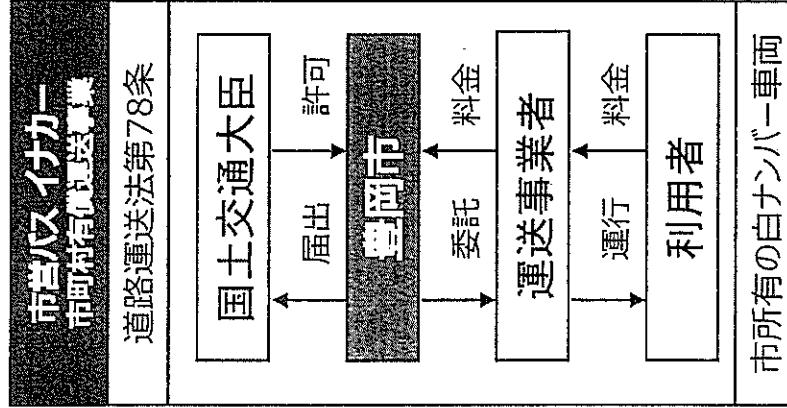 市営バス イナカー
市町村有償運送事業
道路運送法第78条
国土交通大臣
届出
許可
豊岡市
委託
料金
運送事業者
運行
料金
利用者
市所有の白ナンバー車両